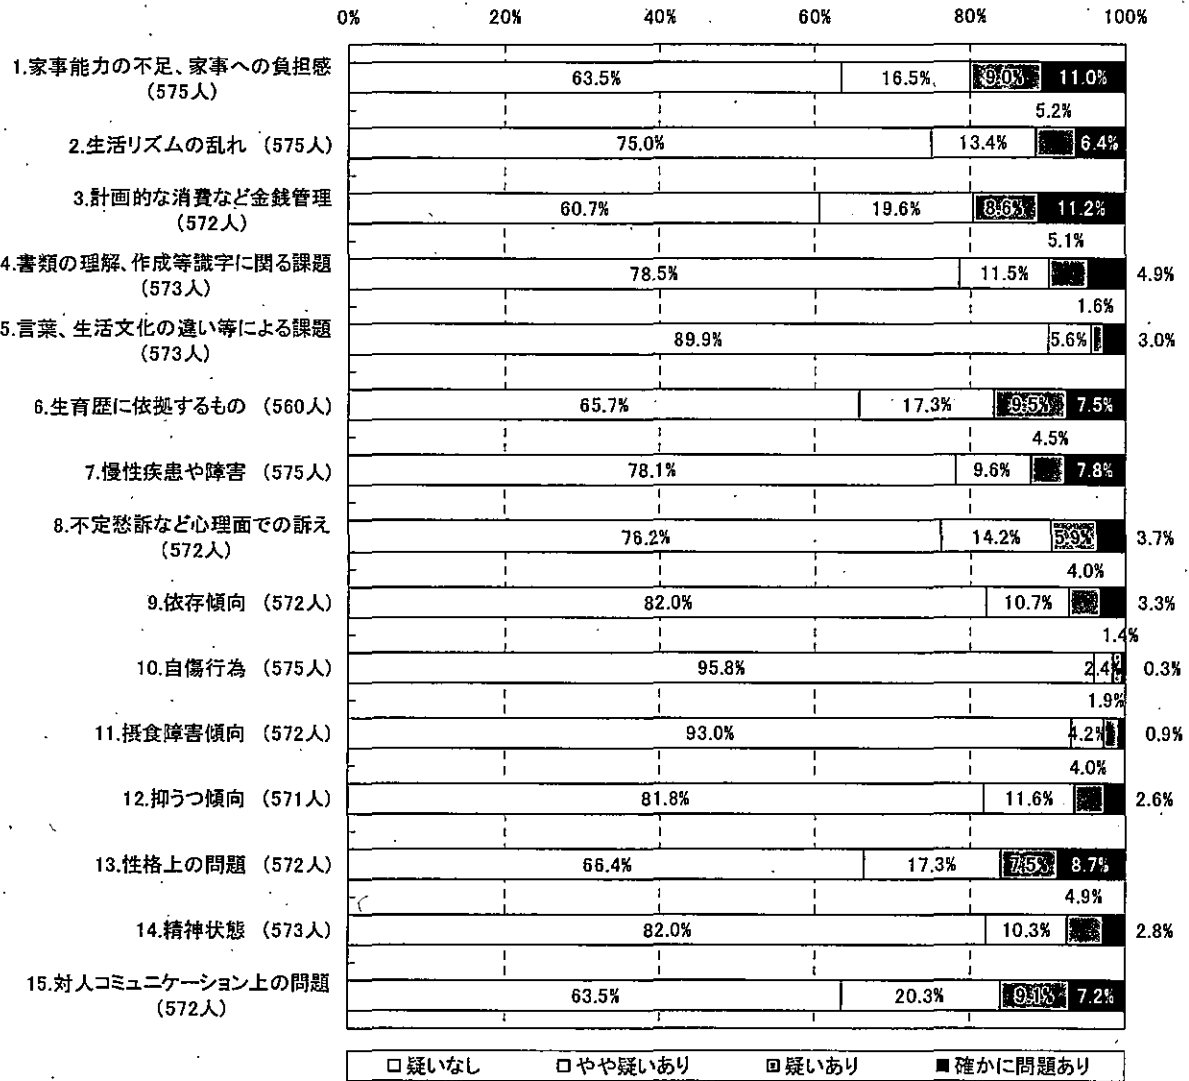 0% 20% 40% 60% 80% 100%
1.家事能力の不足、家事への負担感
(575人)
63.5% 16.5% 9.0% 11.0%
5.2%
2.生活リズムの乱れ (575人) 75.0% 13.4% 6.4%
3.計画的な消費など金銭管理
(572人)
60.7% 19.6% 8.6% 11.2%
5.1%
4.書類の理解、作成等識字に関る課題
(573人)
78.5% 11.5% 4.9%
1.6%
5.言葉、生活文化の違い等による課題
(573人)
89.9% 5.6% 3.0%
6.生育歴に依拠するもの (560人) 65.7% 17.3% 9.5% 7.5%
4.5%
7.慢性疾患や障害 (575人) 78.1% 9.6% 7.8%
8.不定愁訴など心理面での訴え
(572人)
76.2% 14.2% 5.9% 3.7%
4.0%
9.依存傾向 (572人) 82.0% 10.7% 3.3%
1.4%
10.自傷行為 (575人) 95.8% 2.4% 0.3%
1.9%
11.摂食障害傾向 (572人) 93.0% 4.2% 0.9%
4.0%
12.抑うつ傾向 (571人) 81.8% 11.6% 2.6%
13.性格上の問題 (572人) 66.4% 17.3% 7.5% 8.7%
4.9%
14.精神状態 (573人) 82.0% 10.3% 2.8%
15.対人コミュニケーション上の問題
(572人)
63.5% 20.3% 9.1% 7.2%
疑いなし やや疑いあり 疑いあり 確かに問題あり